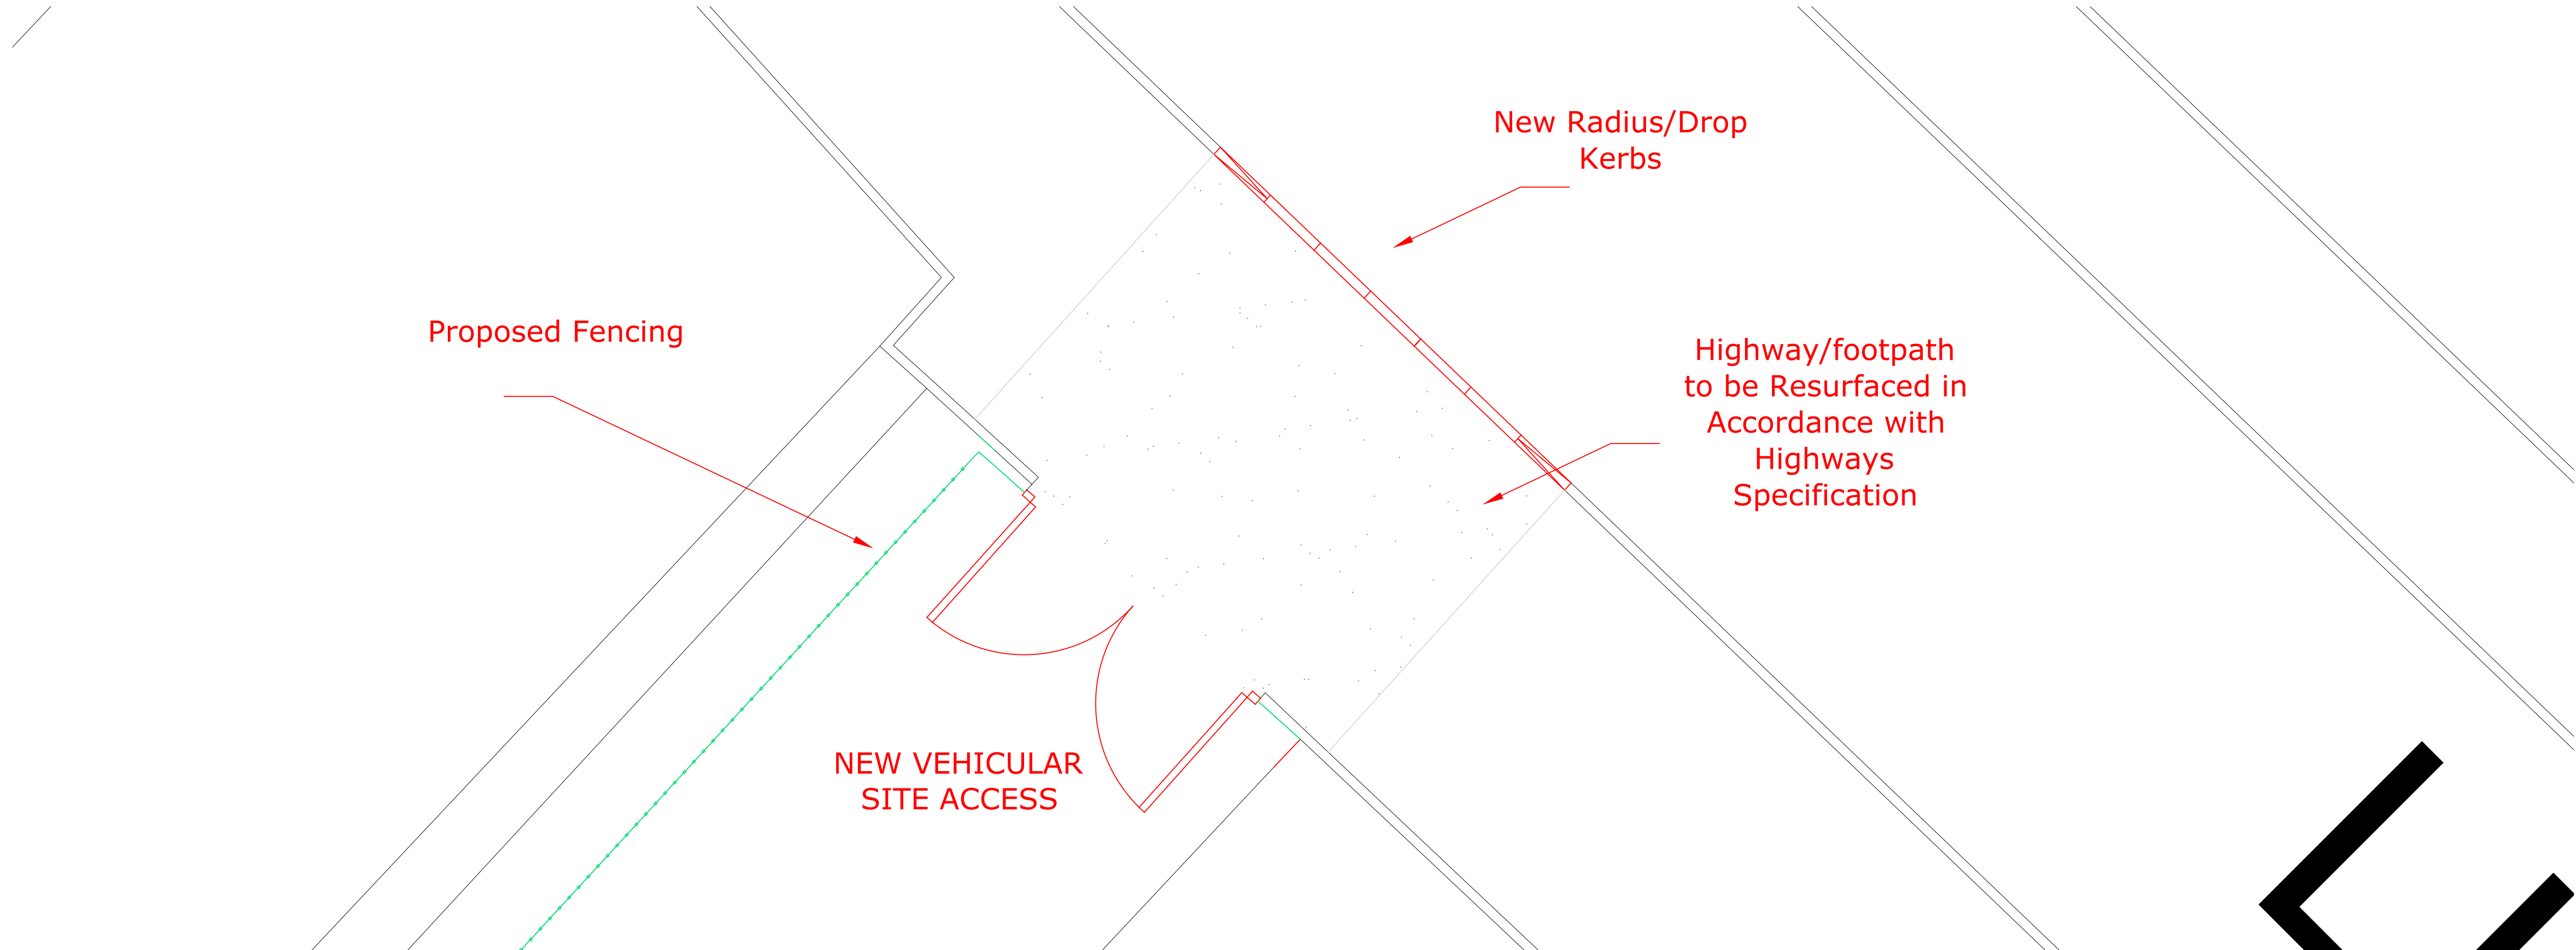 New Radius/Drop
Kerbs
Proposed Fencing
Highway/footpath
to be Resurfaced in
Accordance with
Highways
Specification
NEW VEHICULAR
SITE ACCESS